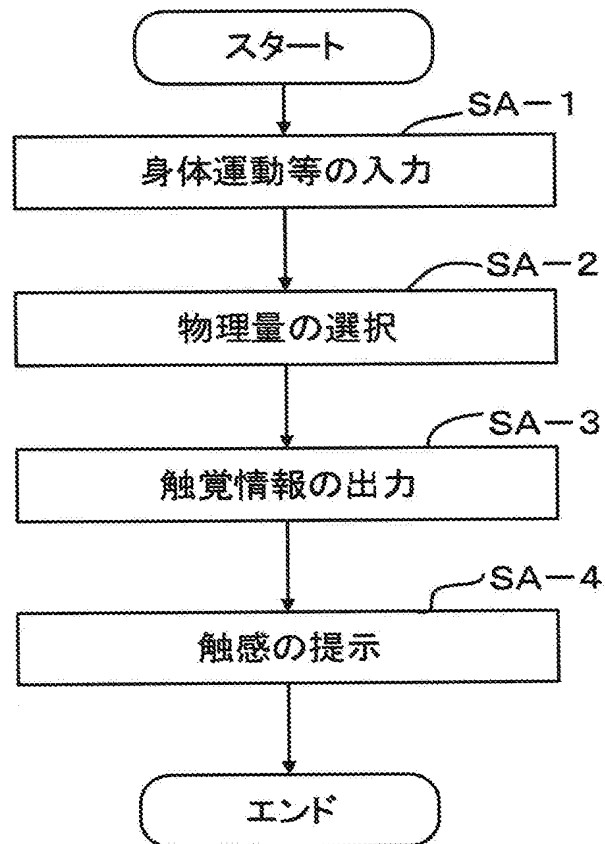 スタート
SA-1
身体運動等の入力
SA-2
物理量の選択
SA-3
触覚情報の出力
SA-4
触感の提示
エンド